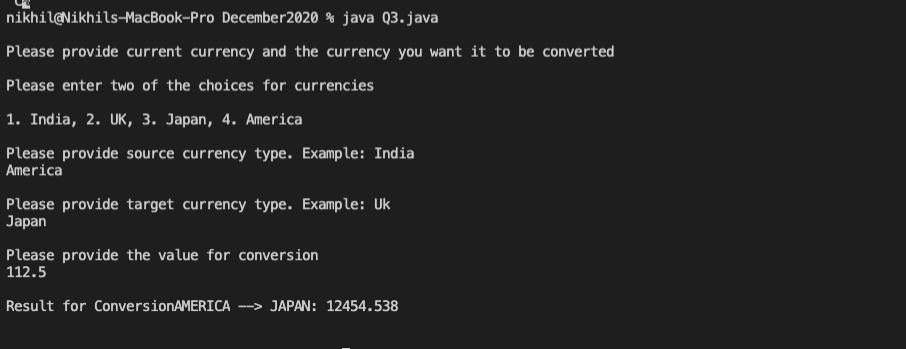 nikhil@Nikhils-MacBook-Pro December2020 % java Q3.java
Please provide current currency and the currency you want it to be converted
Please enter two of the choices for currencies
1. India, 2. UK, 3. Japan, 4. America
Please provide source currency type. Example: India
America
Please provide target currency type. Example: Uk
Japan
Please provide the value for conversion
112.5
Result for ConversionAMERICA --> JAPAN: 12454.538